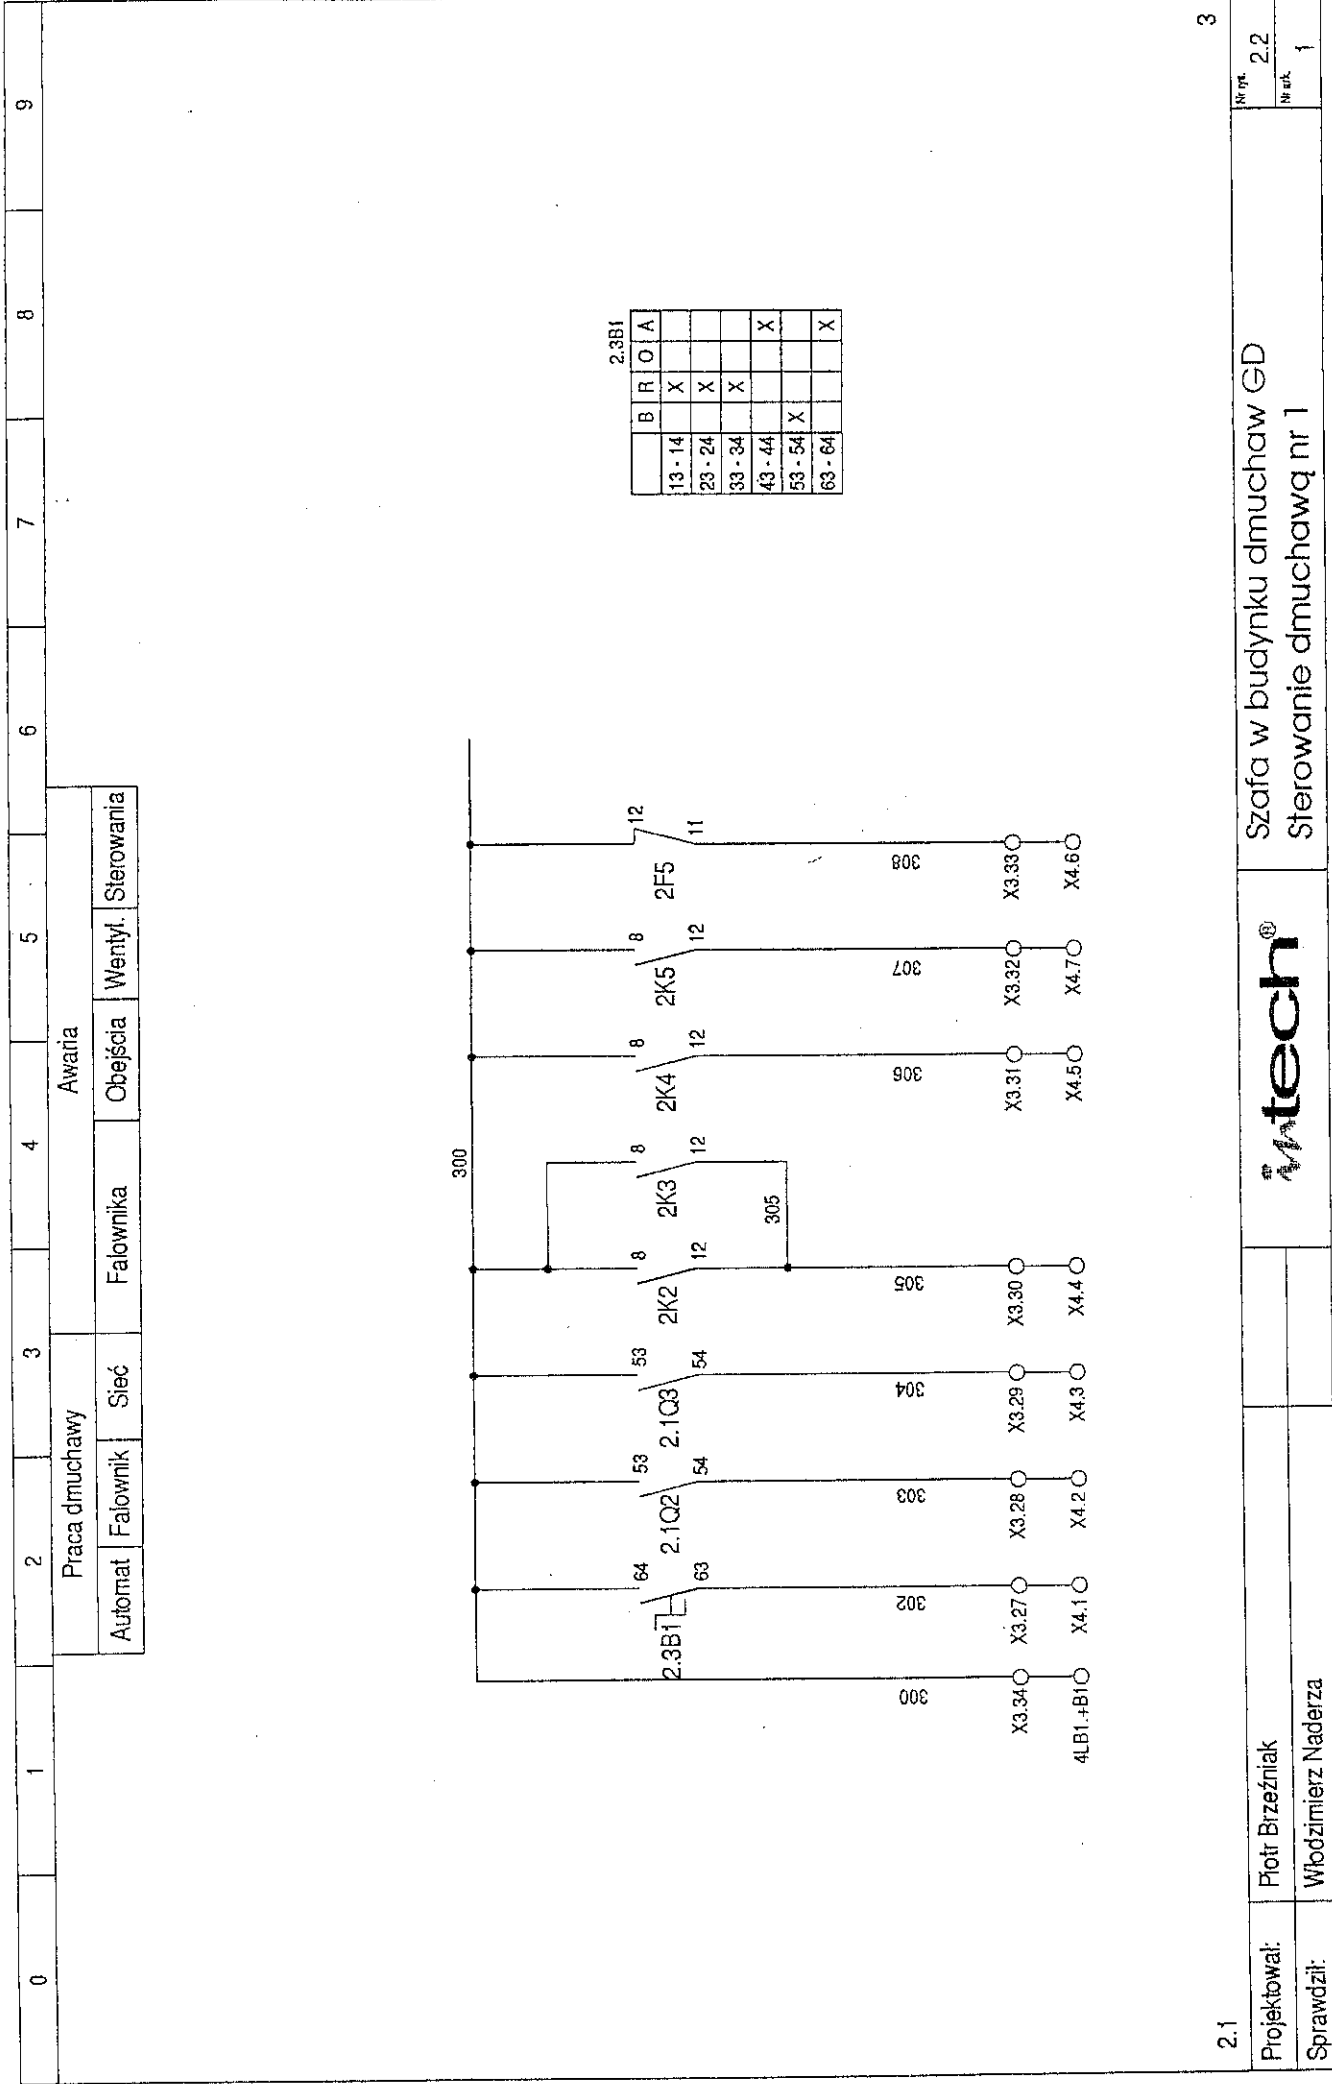 0 1 2 3 4 5 6 7 8 9
Praca dmuchawy Awaria
Automat Falownik Sieć Falownika Obejścia Wentyl. Sterowania
300
64 53 53 8 8 8 8 12
2.3B1 2.1Q2 2.1Q3 2K2 2K3 2K4 2K5 2F5
63 54 54 12 12 12 12 11
305
300 302 303 304 305 306 307 308
X3.34 X3.27 X3.28 X3.29 X3.30 X3.31 X3.32 X3.33
4LB1.+B1 X4.1 X4.2 X4.3 X4.4 X4.5 X4.7 X4.6
2.3B1
B R O A
13 - 14 X
23 - 24 X
33 - 34 X
43 - 44 X
53 - 54 X
63 - 64 X
2.1 3
Projektował: Piotr Brzeźniak
Sprawdził: Włodzimierz Naderza
intech®
Szafa w budynku dmuchaw GD
Sterowanie dmuchawą nr 1
Nr rys. 2.2
Nr ark. 1